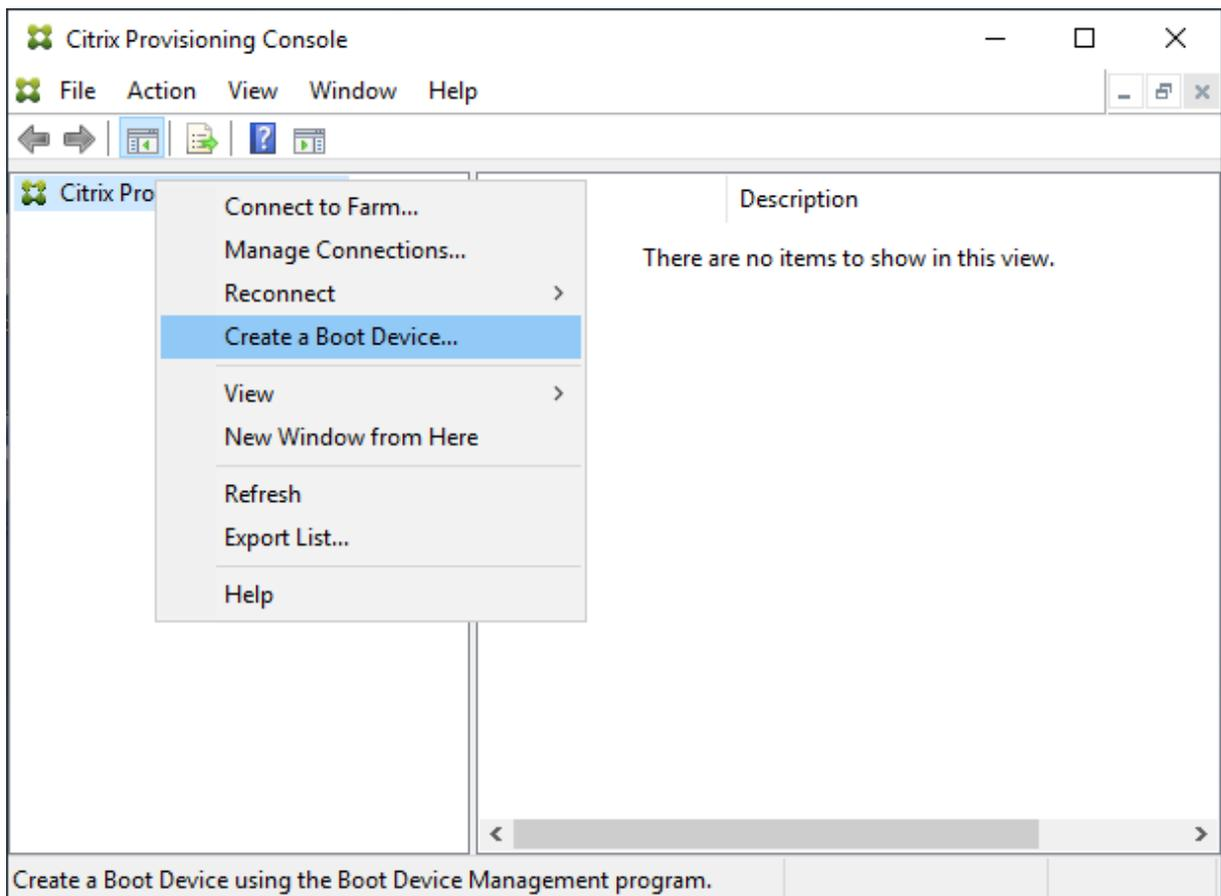 Citrix Provisioning Console
File Action View Window Help
Citrix Pro
Description
There are no items to show in this view.
Connect to Farm...
Manage Connections...
Reconnect
Create a Boot Device...
View
New Window from Here
Refresh
Export List...
Help
Create a Boot Device using the Boot Device Management program.